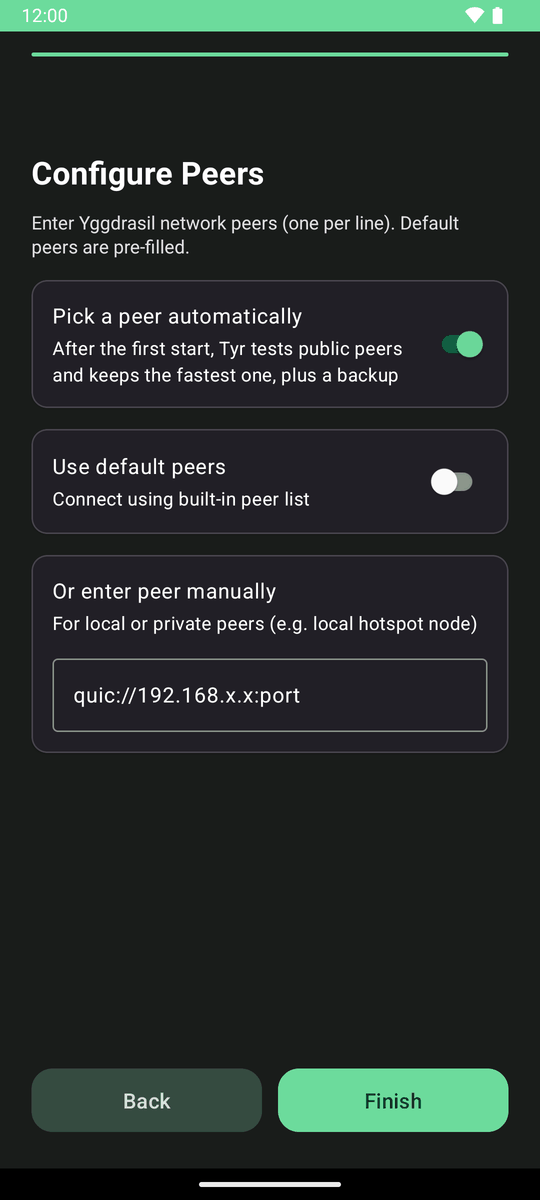 12:00
Configure Peers
Enter Yggdrasil network peers (one per line). Default
peers are pre-filled.
Pick a peer automatically
After the first start, Tyr tests public peers
and keeps the fastest one, plus a backup
Use default peers
Connect using built-in peer list
Or enter peer manually
For local or private peers (e.g. local hotspot node)
quic://192.168.x.x:port
Back
Finish